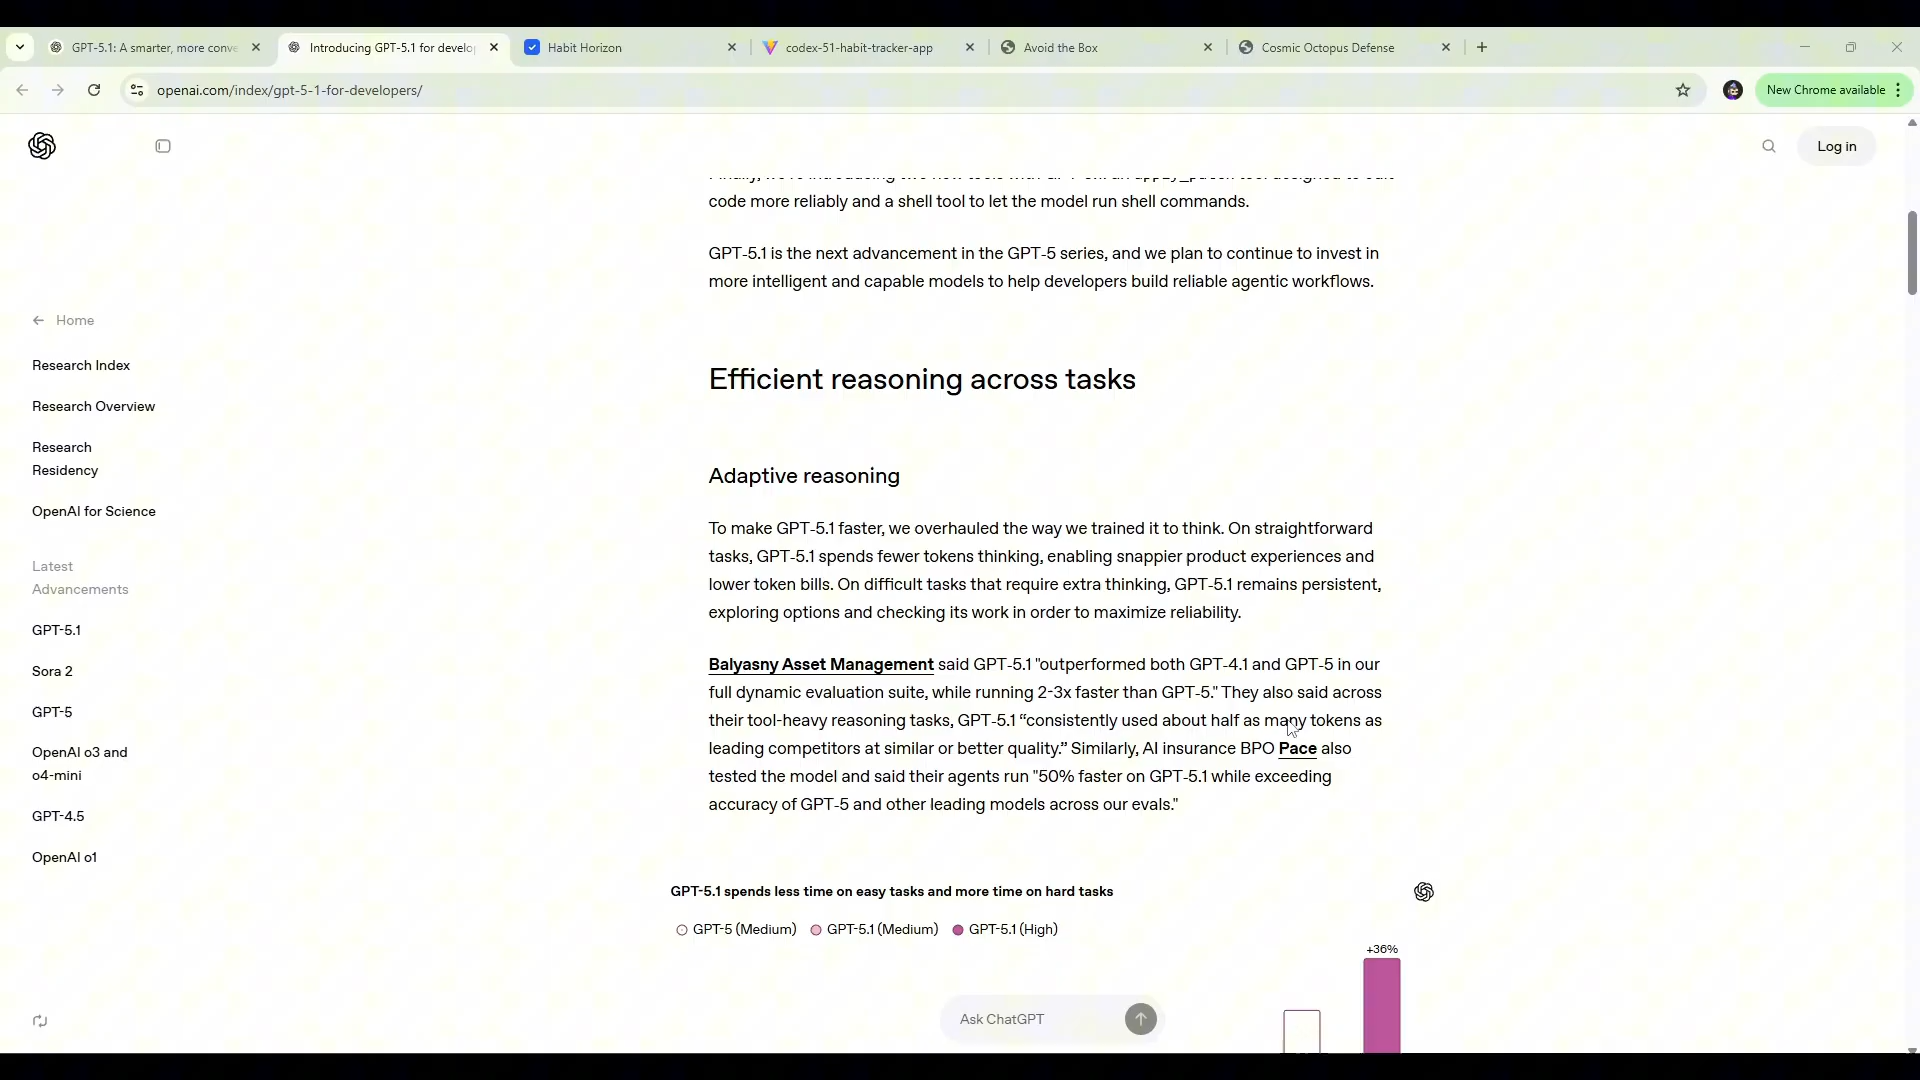 GPT-5.1: A smarter, more conve
Introducing GPT-5.1 for develop
Habit Horizon
codex-51-habit-tracker-app
Avoid the Box
Cosmic Octopus Defense
openai.com/index/gpt-5-1-for-developers/
New Chrome available
Log in
code more reliably and a shell tool to let the model run shell commands.
GPT-5.1 is the next advancement in the GPT-5 series, and we plan to continue to invest in
more intelligent and capable models to help developers build reliable agentic workflows.
Home
Research Index
Research Overview
Research
Residency
OpenAI for Science
Latest
Advancements
GPT-5.1
Sora 2
GPT-5
OpenAI o3 and
o4-mini
GPT-4.5
OpenAI o1
Efficient reasoning across tasks
Adaptive reasoning
To make GPT-5.1 faster, we overhauled the way we trained it to think. On straightforward
tasks, GPT-5.1 spends fewer tokens thinking, enabling snappier product experiences and
lower token bills. On difficult tasks that require extra thinking, GPT-5.1 remains persistent,
exploring options and checking its work in order to maximize reliability.
Balyasny Asset Management said GPT-5.1 "outperformed both GPT-4.1 and GPT-5 in our
full dynamic evaluation suite, while running 2-3x faster than GPT-5." They also said across
their tool-heavy reasoning tasks, GPT-5.1 “consistently used about half as many tokens as
leading competitors at similar or better quality.” Similarly, AI insurance BPO Pace also
tested the model and said their agents run "50% faster on GPT-5.1 while exceeding
accuracy of GPT-5 and other leading models across our evals."
GPT-5.1 spends less time on easy tasks and more time on hard tasks
GPT-5 (Medium) GPT-5.1 (Medium) GPT-5.1 (High)
+36%
Ask ChatGPT